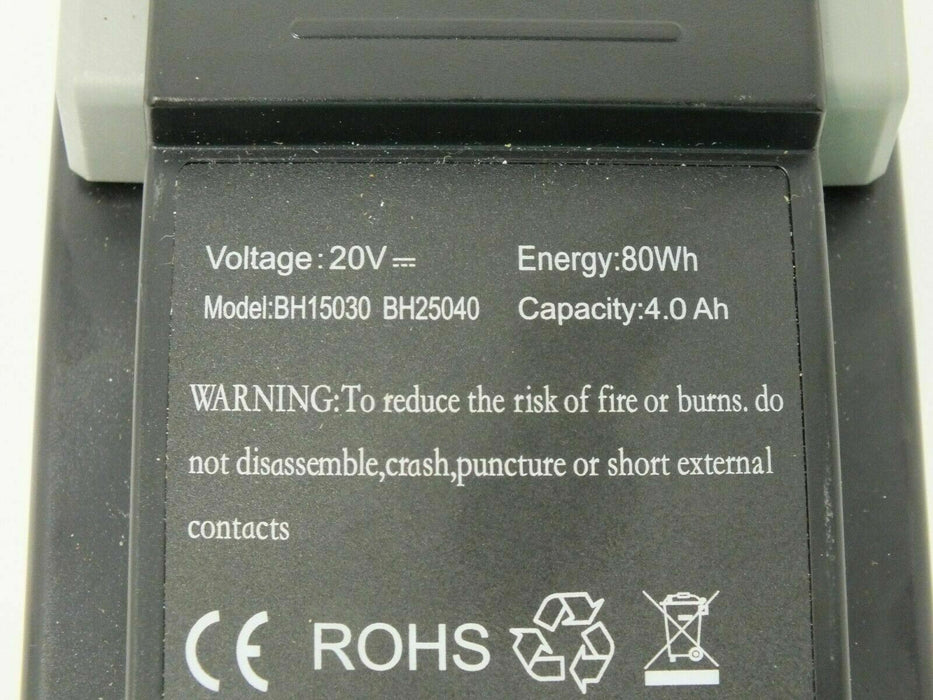 Voltage:20V⎓ Energy:80Wh
Model:BH15030 BH25040 Capacity:4.0 Ah
WARNING:To reduce the risk of fire or burns. do
not disassemble,crash,puncture or short external
contacts
CE ROHS